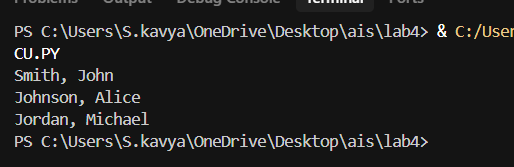 Terminal
PS C:\Users\S.kavya\OneDrive\Desktop\ais\lab4> & C:/User
CU.PY
Smith, John
Johnson, Alice
Jordan, Michael
PS C:\Users\S.kavya\OneDrive\Desktop\ais\lab4>